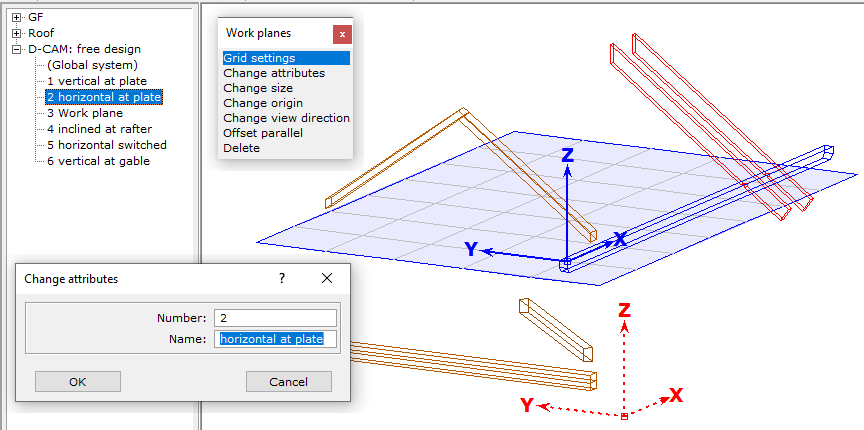 GF
Roof
D-CAM: free design
(Global system)
1 vertical at plate
2 horizontal at plate
3 Work plane
4 inclined at rafter
5 horizontal switched
6 vertical at gable
Work planes
x
Grid settings
Change attributes
Change size
Change origin
Change view direction
Offset parallel
Delete
Z
Y
X
Change attributes
?
Number: 2
Name: horizontal at plate
OK
Cancel
Z
Y
X